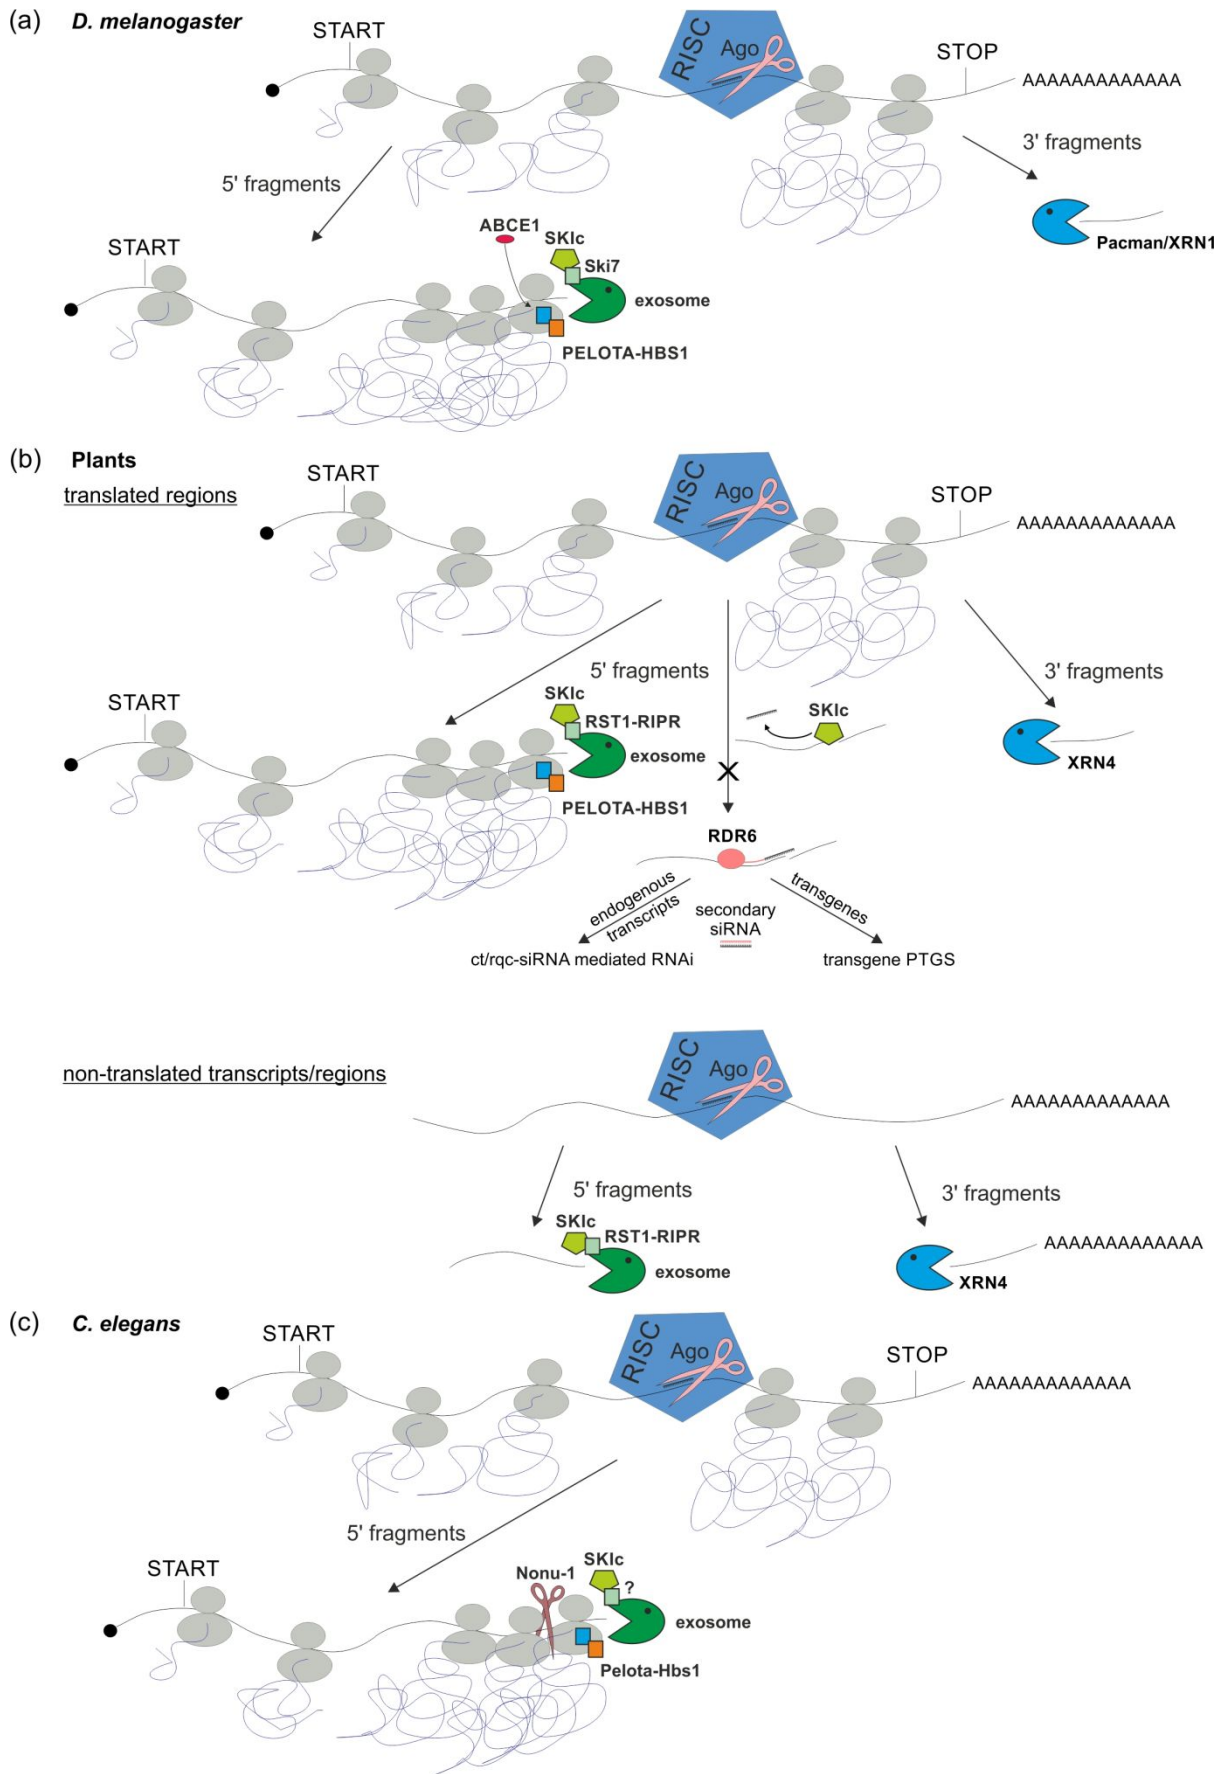 (a) D. melanogaster
START
RISC
Ago
STOP
AAAAAAAAAAAAA
5' fragments
3' fragments
Pacman/XRN1
START
ABCE1
SKIc
Ski7
exosome
PELOTA-HBS1
(b) Plants
translated regions
START
RISC
Ago
STOP
AAAAAAAAAAAAA
5' fragments
3' fragments
START
SKIc
RST1-RIPR
exosome
PELOTA-HBS1
SKIc
XRN4
RDR6
endogenous
transcripts
secondary
siRNA
transgenes
ct/rqc-siRNA mediated RNAi
transgene PTGS
non-translated transcripts/regions
RISC
Ago
AAAAAAAAAAAAA
5' fragments
3' fragments
SKIc
RST1-RIPR
exosome
AAAAAAAAAAAAA
XRN4
(c) C. elegans
START
RISC
Ago
STOP
AAAAAAAAAAAAA
5' fragments
START
Nonu-1
SKIc
?
exosome
Pelota-Hbs1